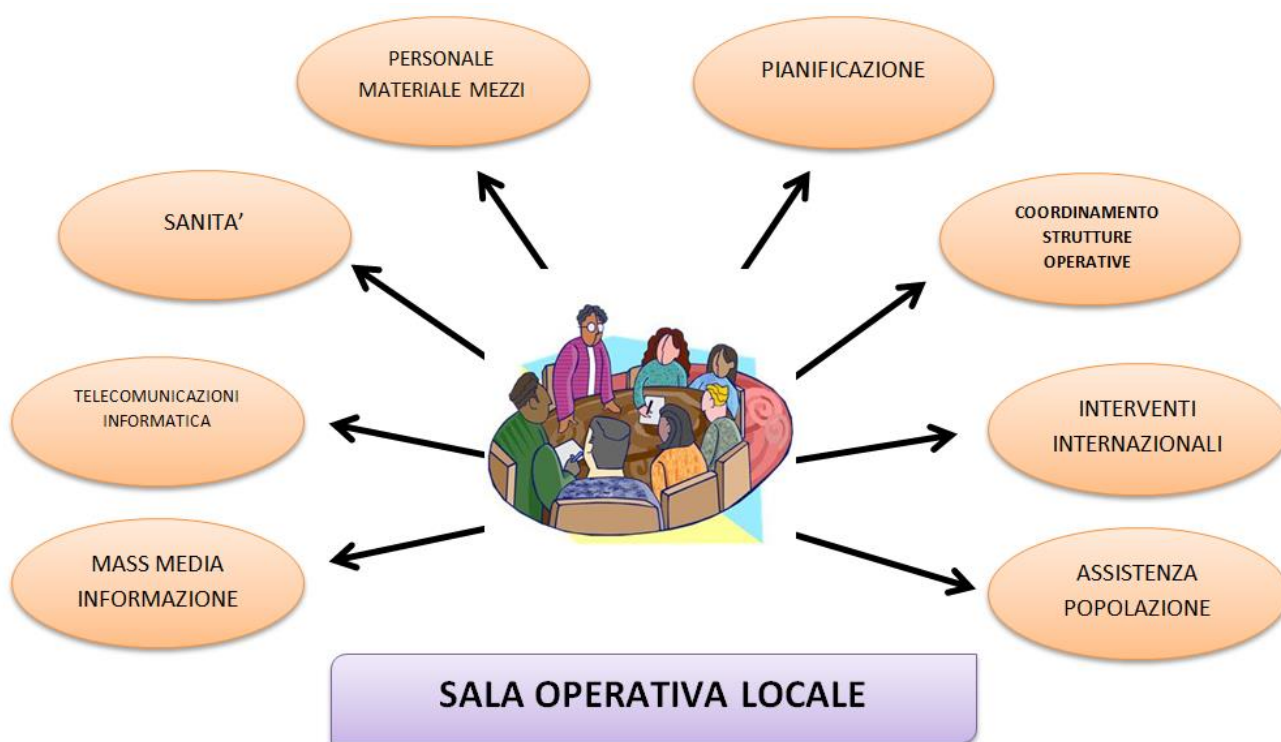 PERSONALE
MATERIALE MEZZI
PIANIFICAZIONE
SANITA’
COORDINAMENTO
STRUTTURE
OPERATIVE
TELECOMUNICAZIONI
INFORMATICA
INTERVENTI
INTERNAZIONALI
MASS MEDIA
INFORMAZIONE
ASSISTENZA
POPOLAZIONE
SALA OPERATIVA LOCALE